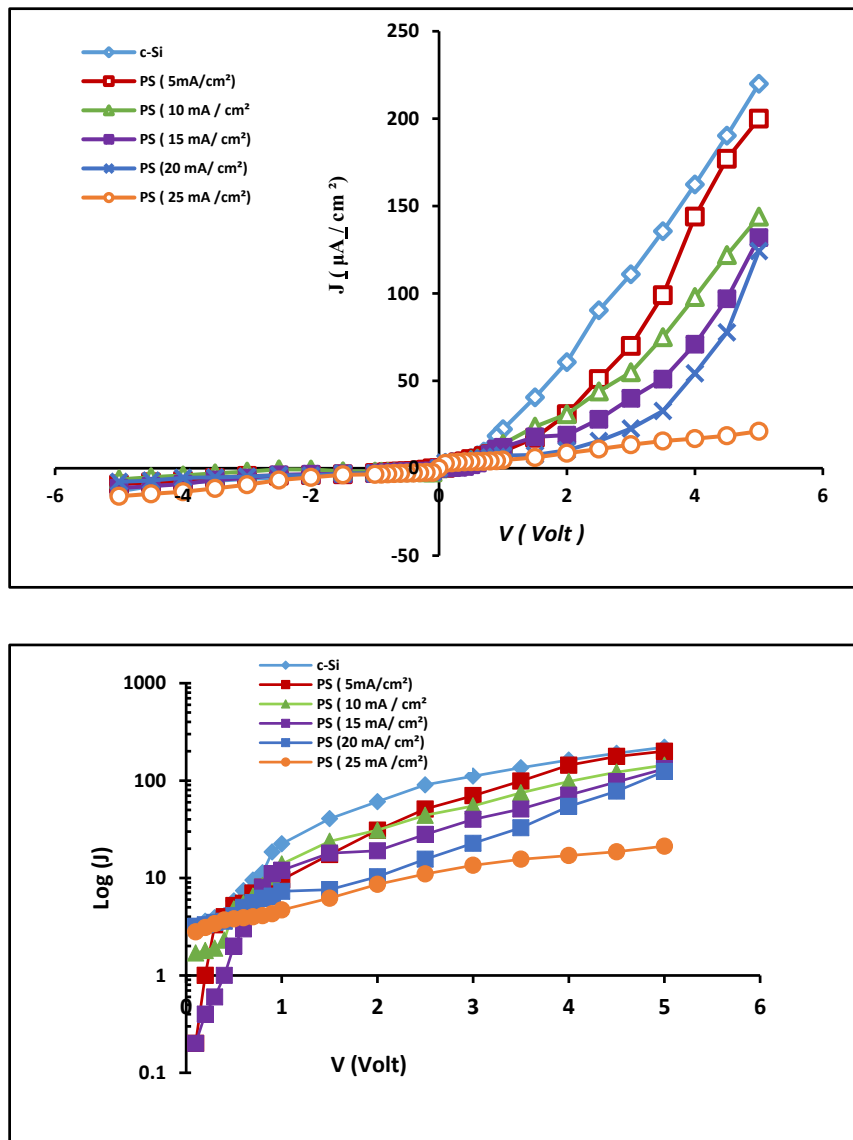 250
c-Si
PS ( 5mA/cm²)
PS ( 10 mA / cm²
PS ( 15 mA/ cm²)
PS (20 mA/ cm²)
PS ( 25 mA /cm²)
200
150
100
50
0
-50
J ( µA / cm ²)
-6
-4
-2
0
2
4
6
V ( Volt )
c-Si
PS ( 5mA/cm²)
PS ( 10 mA / cm²
PS ( 15 mA/ cm²)
PS (20 mA/ cm²)
PS ( 25 mA /cm²)
1000
100
10
1
0.1
Log (J)
0
1
2
3
4
5
6
V (Volt)